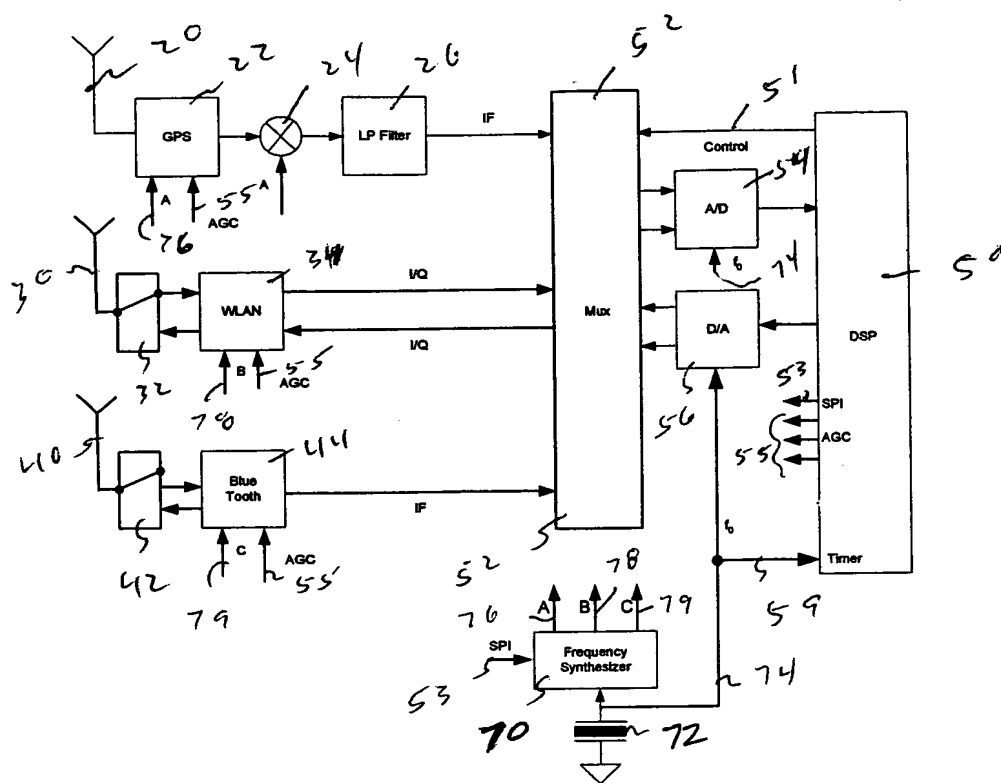 20
22
24
26
52
51
GPS
LP Filter
IF
Control
54
A
AGC
A
76
55
A/D
f₀
74
50
30
34
I/Q
WLAN
I/Q
Mux
D/A
DSP
32
B
AGC
55
78
56
53
SPI
AGC
55
40
44
Blue
Tooth
IF
f₀
42
C
AGC
79
55
52
Timer
59
76
A
B
78
C
79
SPI
53
Frequency
Synthesizer
74
70
72